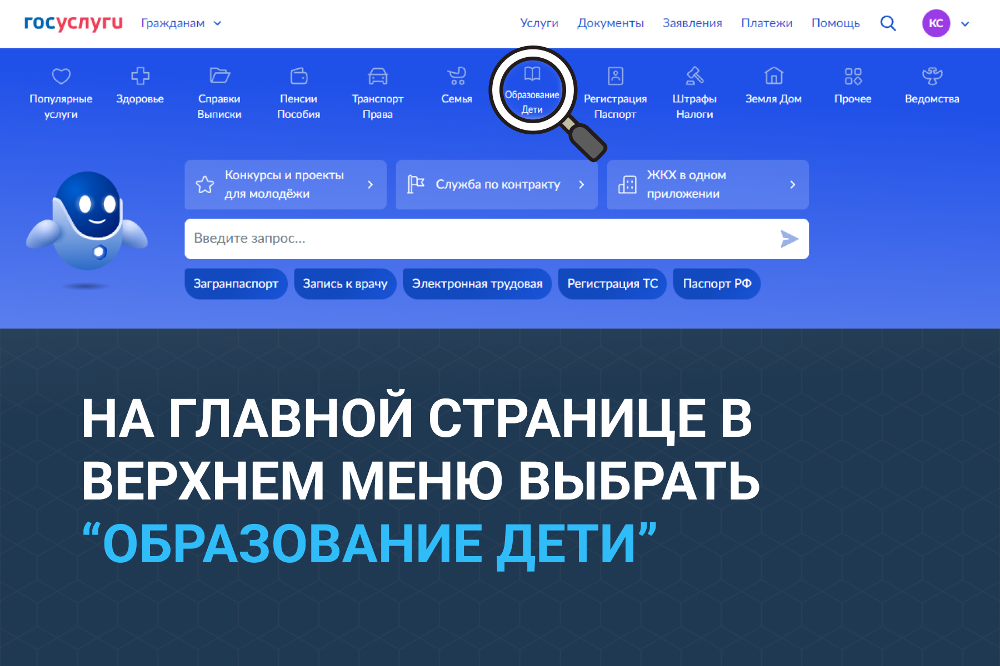 госуслуги Гражданам Услуги Документы Заявления Платежи Помощь КС
Популярные услуги
Здоровье
Справки Выписки
Пенсии Пособия
Транспорт Права
Семья
Образование Дети
Регистрация Паспорт
Штрафы Налоги
Земля Дом
Прочее
Ведомства
Конкурсы и проекты
для молодёжи
Служба по контракту
ЖКХ в одном
приложении
Введите запрос...
Загранпаспорт Запись к врачу Электронная трудовая Регистрация ТС Паспорт РФ
НА ГЛАВНОЙ СТРАНИЦЕ В
ВЕРХНЕМ МЕНЮ ВЫБРАТЬ
“ОБРАЗОВАНИЕ ДЕТИ”